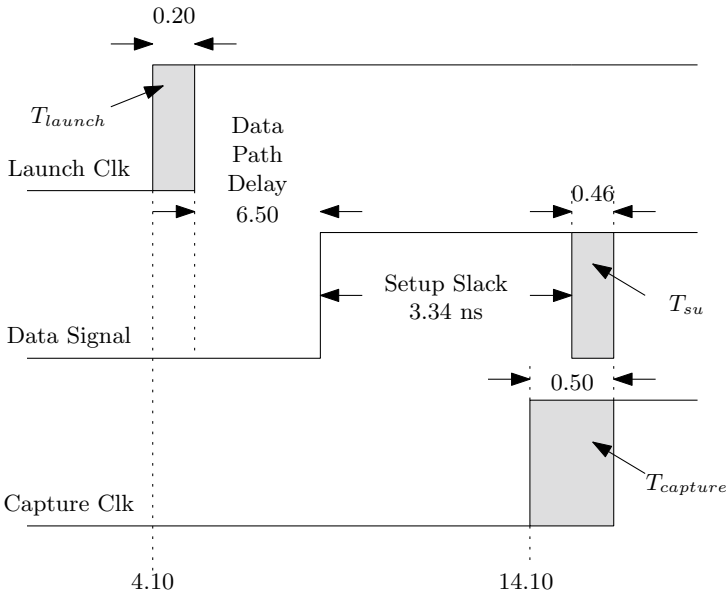 0.20
T_launch
Data
Path
Delay
6.50
Launch Clk
0.46
Setup Slack
3.34 ns
T_su
Data Signal
0.50
T_capture
Capture Clk
4.10
14.10